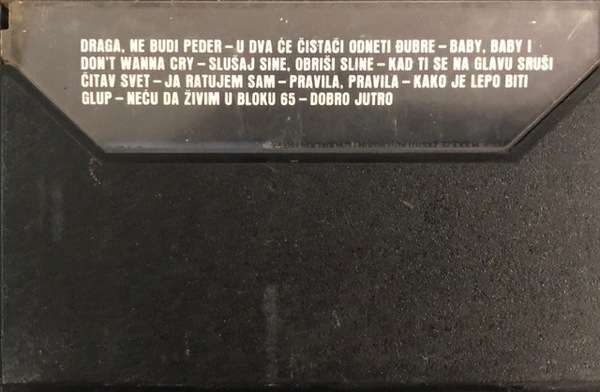 DRAGA, NE BUDI PEDER – U DVA ĆE ČISTAČI ODNETI ĐUBRE – BABY, BABY I
DON'T WANNA CRY – SLUŠAJ SINE, OBRIŠI SLINE – KAD TI SE NA GLAVU SRUŠI
ČITAV SVET – JA RATUJEM SAM – PRAVILA, PRAVILA – KAKO JE LEPO BITI
GLUP – NEĆU DA ŽIVIM U BLOKU 65 – DOBRO JUTRO